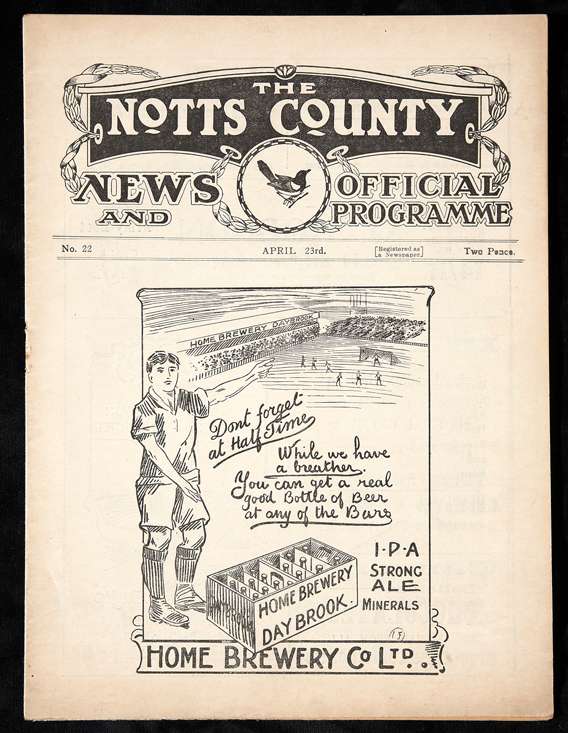 THE
NOTTS COUNTY
NEWS OFFICIAL
AND PROGRAMME
No. 22 APRIL 23rd. [Registered as a Newspaper.] Two Pence.
HOME BREWERY DAYBROOK
Dont forget
at Half Time
While we have
a breather.
You can get a real
good Bottle of Beer
at any of the Bars
I·P·A
STRONG
ALE
MINERALS
HOME BREWERY
DAYBROOK.
HOME BREWERY Co LTD.